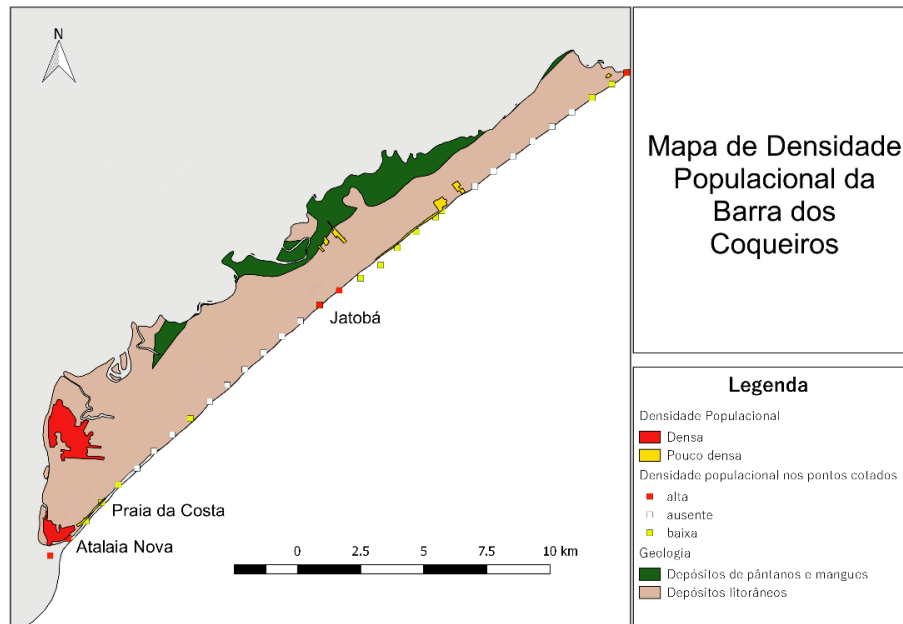 N
Mapa de Densidade
Populacional da
Barra dos
Coqueiros
Jatobá
Praia da Costa
Atalaia Nova
0 2.5 5 7.5 10 km
Legenda
Densidade Populacional
Densa
Pouco densa
Densidade populacional nos pontos cotados
alta
ausente
baixa
Geologia
Depósitos de pântanos e mangues
Depósitos litorâneos